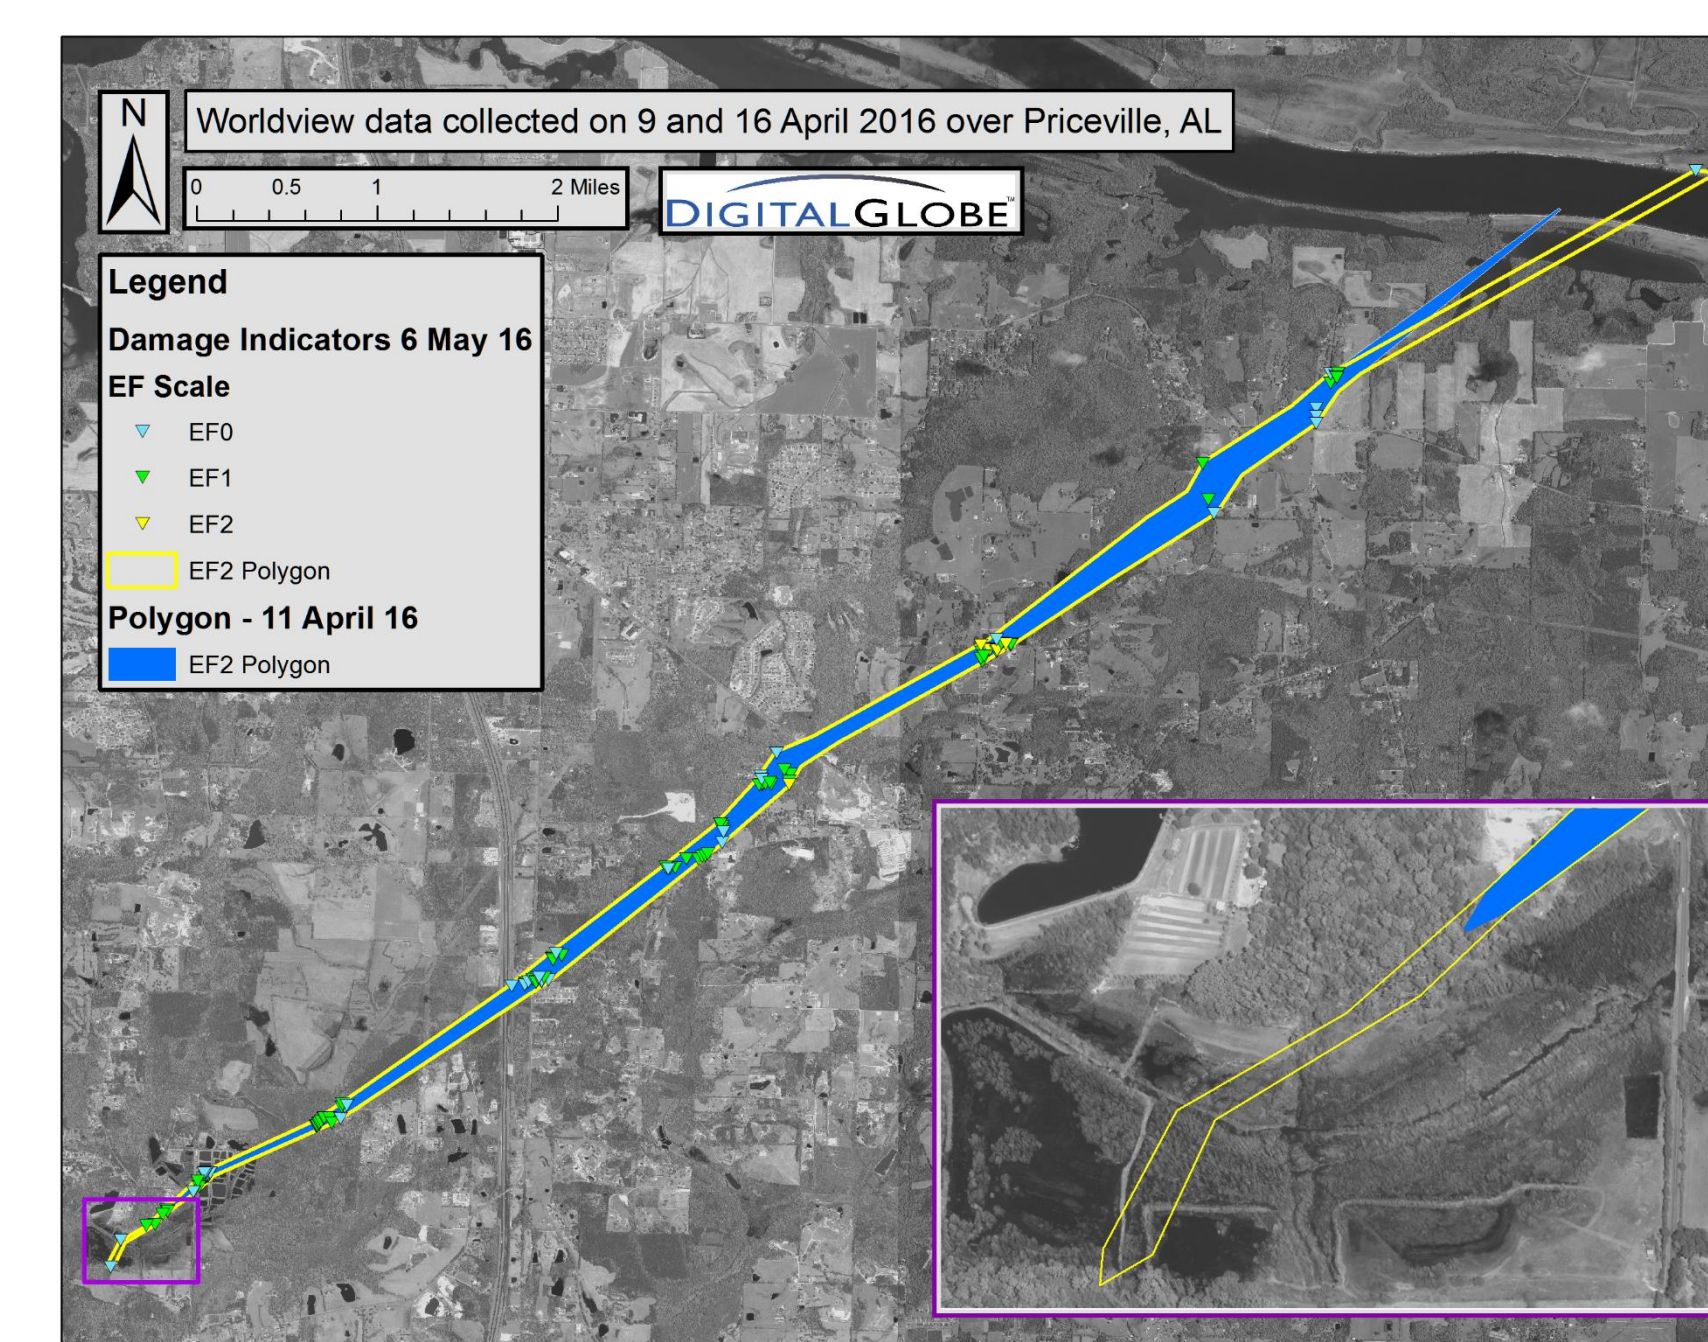 N
Worldview data collected on 9 and 16 April 2016 over Priceville, AL
0 0.5 1 2 Miles
DIGITALGLOBE™
Legend
Damage Indicators 6 May 16
EF Scale
EF0
EF1
EF2
EF2 Polygon
Polygon - 11 April 16
EF2 Polygon